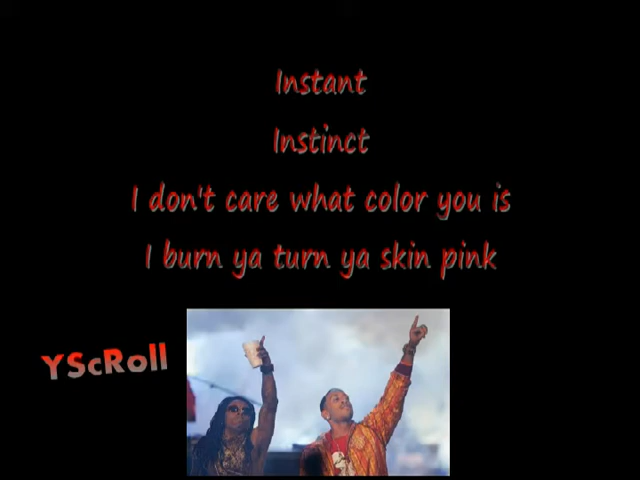 Instant
Instinct
I don't care what color you is
I burn ya turn ya skin pink
YScRoll